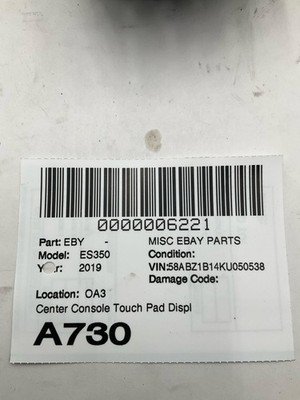 0000006221
Part: EBY - MISC EBAY PARTS
Model: ES350 Condition:
Year: 2019 VIN:58ABZ1B14KU050538
Damage Code:
Location: OA3
Center Console Touch Pad Displ
A730